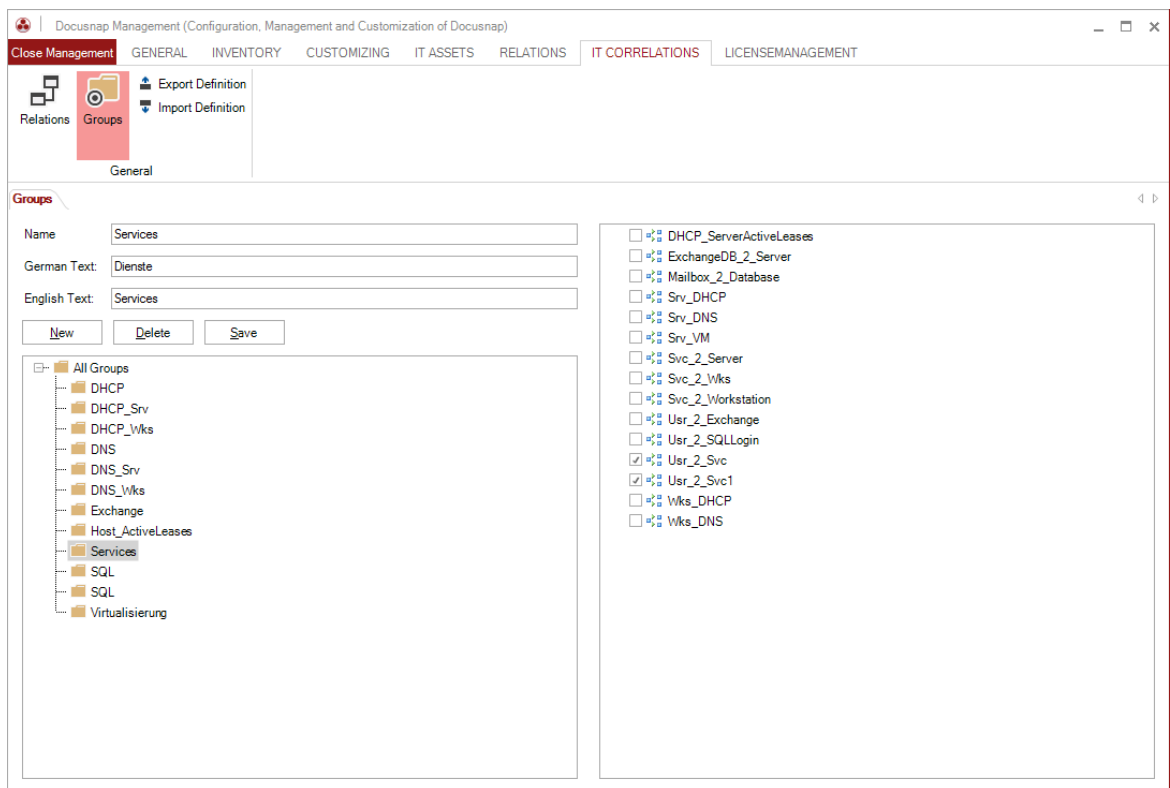 Docusnap Management (Configuration, Management and Customization of Docusnap)
Close Management GENERAL INVENTORY CUSTOMIZING IT ASSETS RELATIONS IT CORRELATIONS LICENSEMANAGEMENT
Relations
Groups
Export Definition
Import Definition
General
Groups
Name Services
German Text: Dienste
English Text: Services
New Delete Save
All Groups
DHCP
DHCP_Srv
DHCP_Wks
DNS
DNS_Srv
DNS_Wks
Exchange
Host_ActiveLeases
Services
SQL
SQL
Virtualisierung
DHCP_ServerActiveLeases
ExchangeDB_2_Server
Mailbox_2_Database
Srv_DHCP
Srv_DNS
Srv_VM
Svc_2_Server
Svc_2_Wks
Svc_2_Workstation
Usr_2_Exchange
Usr_2_SQLLogin
Usr_2_Svc
Usr_2_Svc1
Wks_DHCP
Wks_DNS